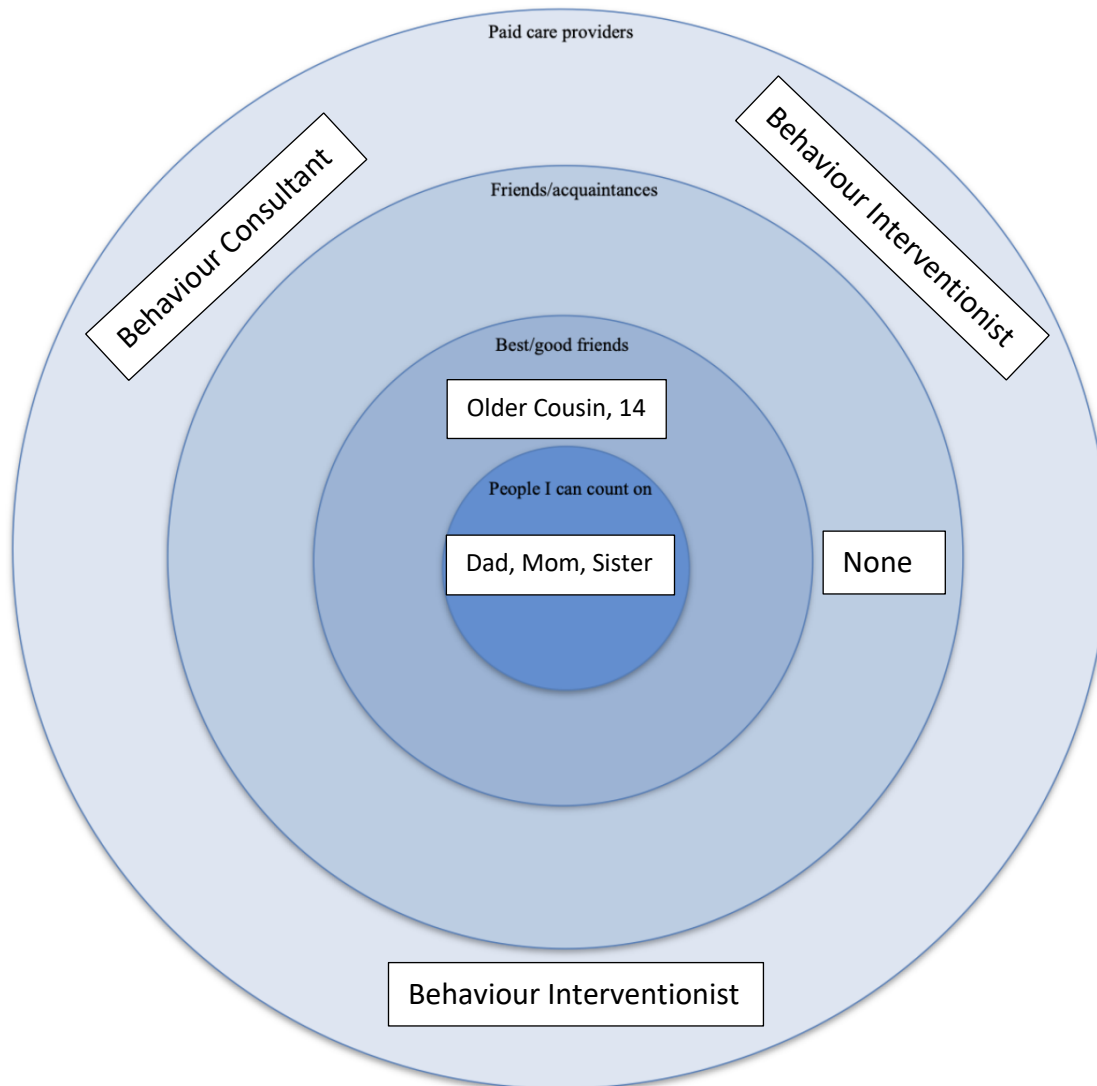 Paid care providers
Behaviour Consultant
Behaviour Interventionist
Friends/acquaintances
Best/good friends
Older Cousin, 14
People I can count on
Dad, Mom, Sister
None
Behaviour Interventionist